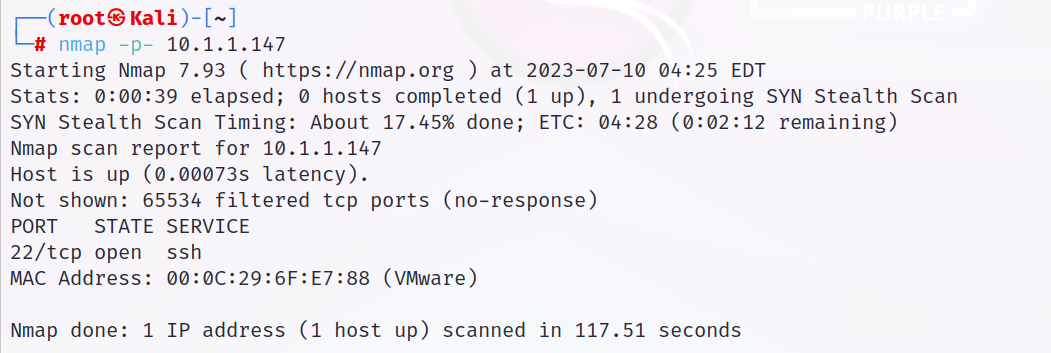 PURPLE
┌──(root㉿Kali)-[~]
└─# nmap -p- 10.1.1.147
Starting Nmap 7.93 ( https://nmap.org ) at 2023-07-10 04:25 EDT
Stats: 0:00:39 elapsed; 0 hosts completed (1 up), 1 undergoing SYN Stealth Scan
SYN Stealth Scan Timing: About 17.45% done; ETC: 04:28 (0:02:12 remaining)
Nmap scan report for 10.1.1.147
Host is up (0.00073s latency).
Not shown: 65534 filtered tcp ports (no-response)
PORT   STATE SERVICE
22/tcp open  ssh
MAC Address: 00:0C:29:6F:E7:88 (VMware)
Nmap done: 1 IP address (1 host up) scanned in 117.51 seconds